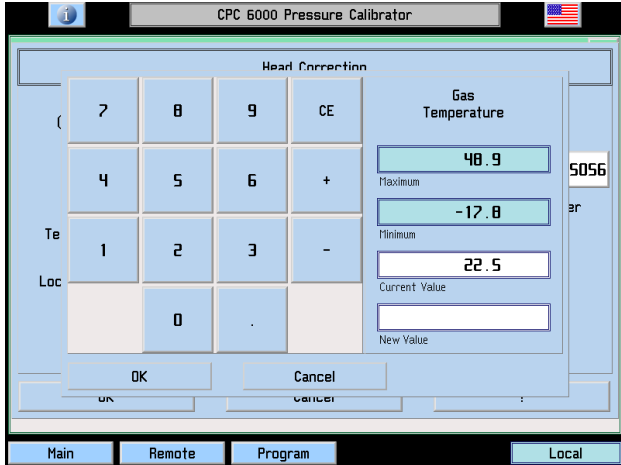 i
CPC 6000 Pressure Calibrator
Head Correction
7 8 9 CE
4 5 6 +
1 2 3 -
0 .
Gas
Temperature
48.9
Maximum
-17.8
Minimum
22.5
Current Value
New Value
(
5056
er
Te
Loc
OK Cancel
OK Cancel
Main Remote Program Local